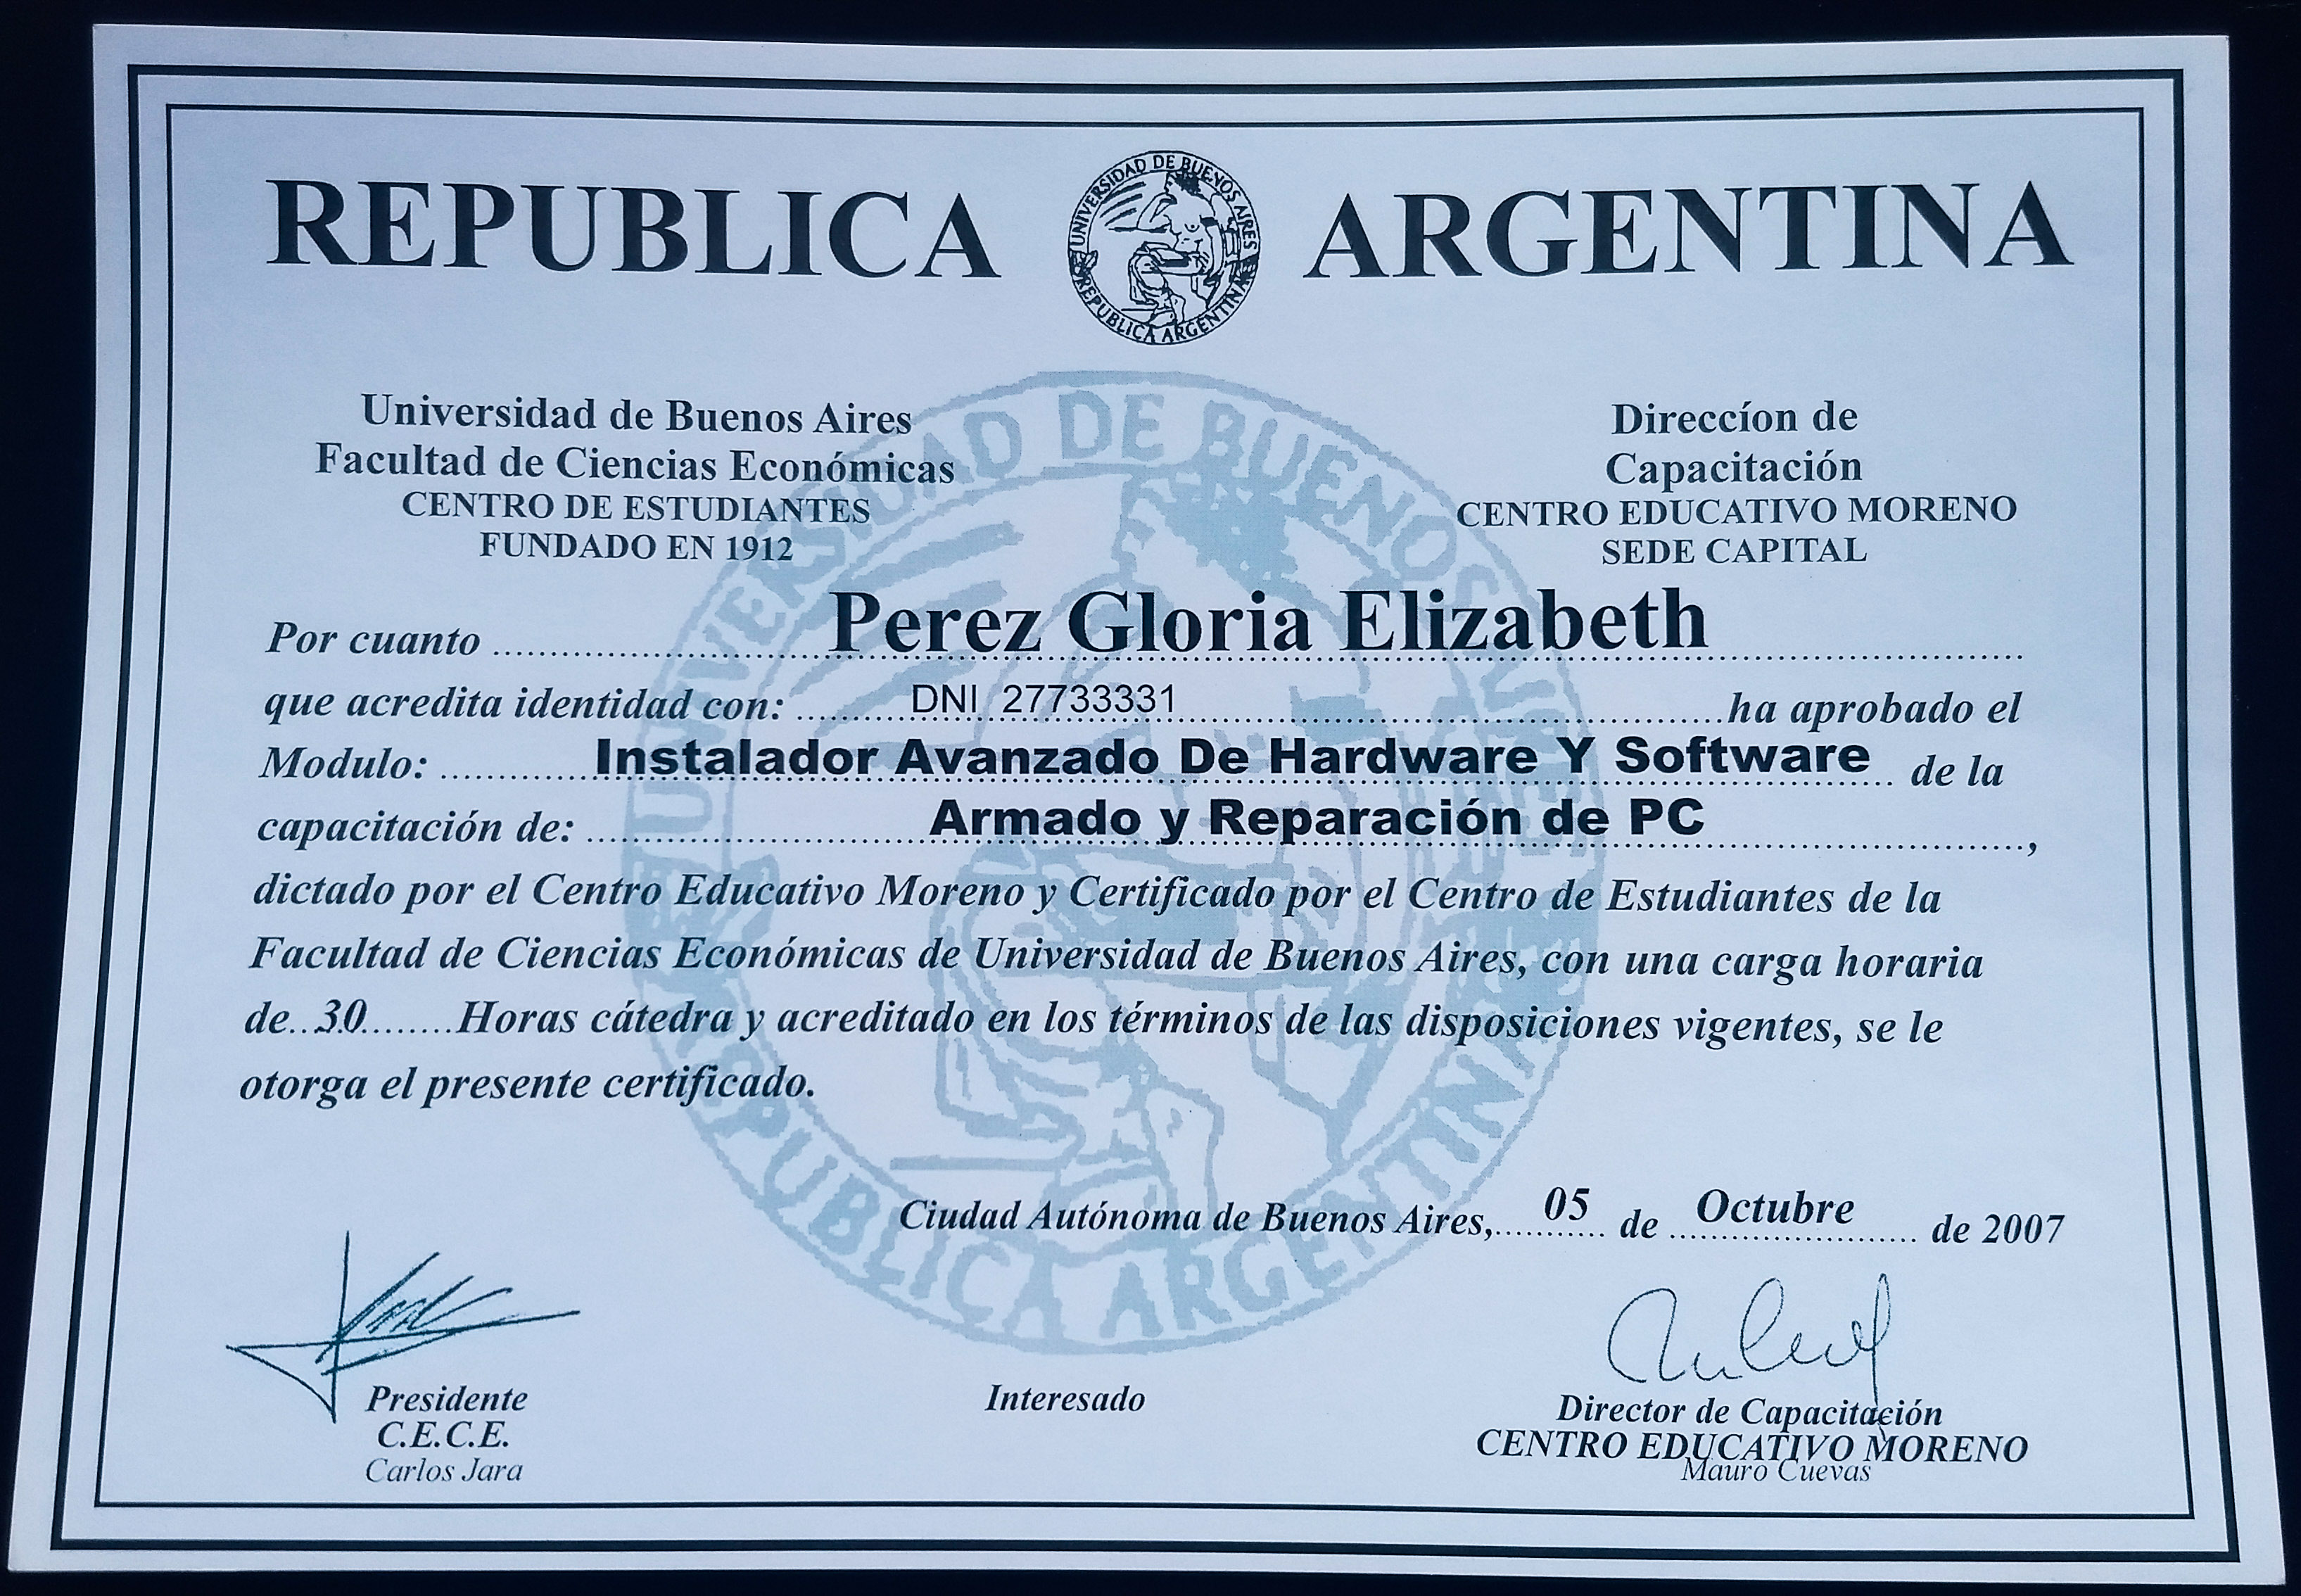 REPUBLICA ARGENTINA
UNIVERSIDAD DE BUENOS AIRES
REPUBLICA ARGENTINA
Universidad de Buenos Aires
Facultad de Ciencias Económicas
CENTRO DE ESTUDIANTES
FUNDADO EN 1912
Direccíon de
Capacitación
CENTRO EDUCATIVO MORENO
SEDE CAPITAL
UNIVERSIDAD DE BUENOS AIRES
REPUBLICA ARGENTINA
Por cuanto Perez Gloria Elizabeth
que acredita identidad con: DNI 27733331 ha aprobado el
Modulo: Instalador Avanzado De Hardware Y Software de la
capacitación de: Armado y Reparación de PC,
dictado por el Centro Educativo Moreno y Certificado por el Centro de Estudiantes de la
Facultad de Ciencias Económicas de Universidad de Buenos Aires, con una carga horaria
de 30 Horas cátedra y acreditado en los términos de las disposiciones vigentes, se le
otorga el presente certificado.
Ciudad Autónoma de Buenos Aires, 05 de Octubre de 2007
Presidente
C.E.C.E.
Carlos Jara
Interesado
Director de Capacitación
CENTRO EDUCATIVO MORENO
Mauro Cuevas